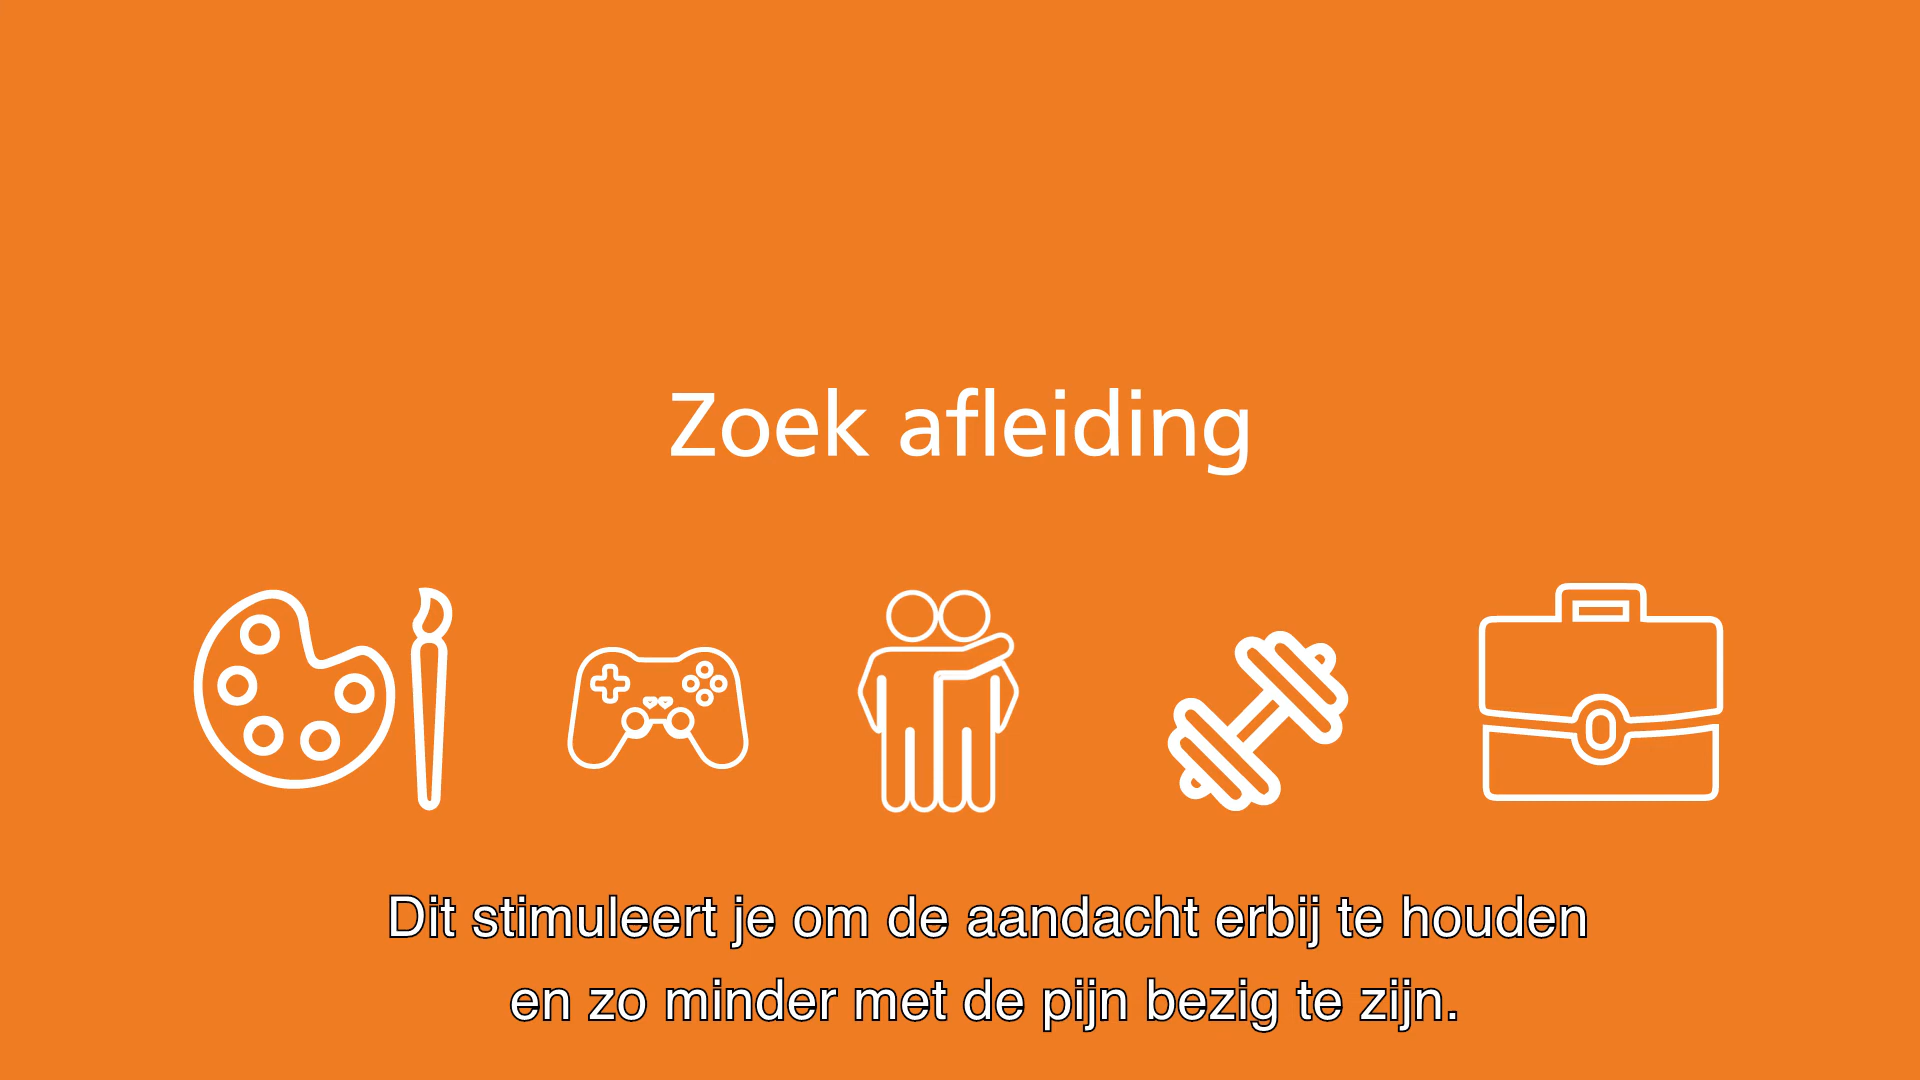 Zoek afleiding
Dit stimuleert je om de aandacht erbij te houden
en zo minder met de pijn bezig te zijn.